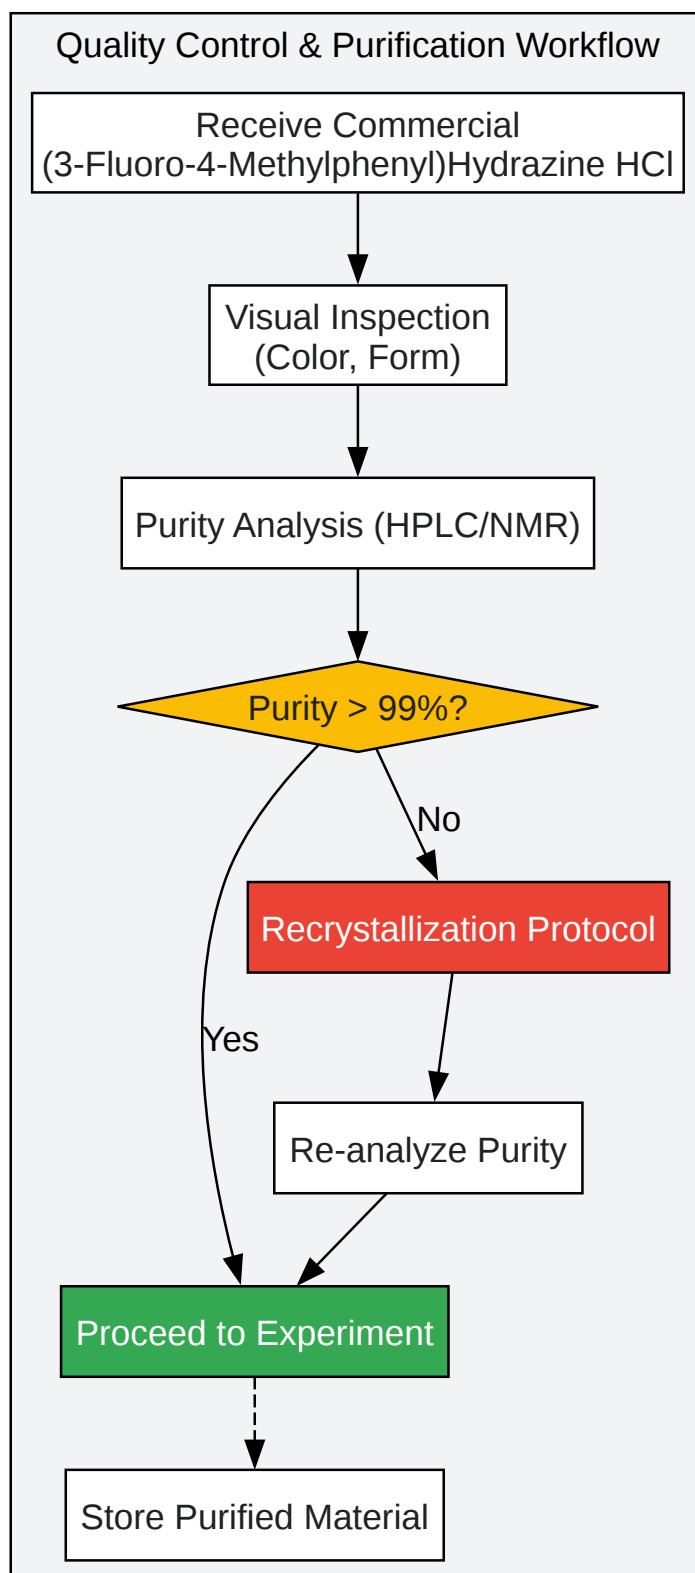 Quality Control & Purification Workflow
Receive Commercial
(3-Fluoro-4-Methylphenyl)Hydrazine HCl
Visual Inspection
(Color, Form)
Purity Analysis (HPLC/NMR)
Purity > 99%?
No
Recrystallization Protocol
Yes
Re-analyze Purity
Proceed to Experiment
Store Purified Material